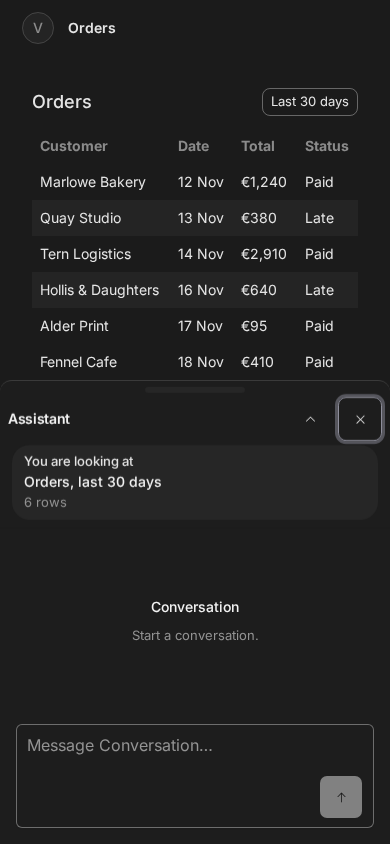 V Orders
Orders Last 30 days
Customer Date Total Status
Marlowe Bakery 12 Nov €1,240 Paid
Quay Studio 13 Nov €380 Late
Tern Logistics 14 Nov €2,910 Paid
Hollis & Daughters 16 Nov €640 Late
Alder Print 17 Nov €95 Paid
Fennel Cafe 18 Nov €410 Paid
Assistant
You are looking at
Orders, last 30 days
6 rows
Conversation
Start a conversation.
Message Conversation...